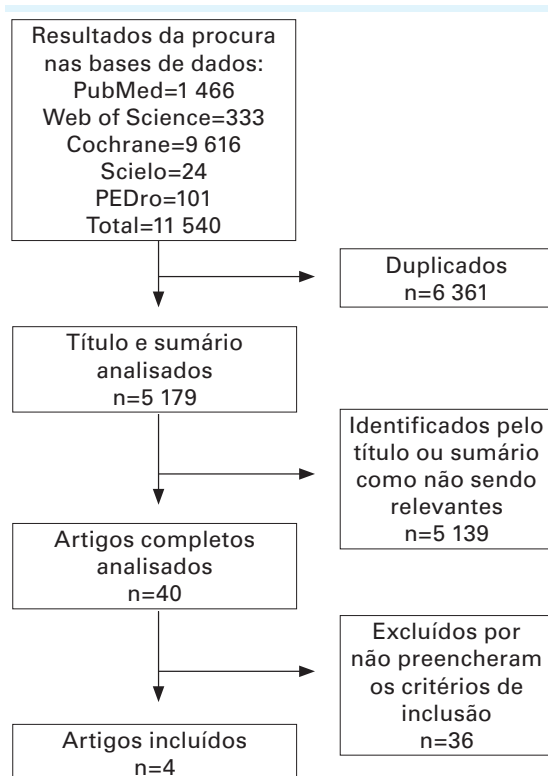 Resultados da procura
nas bases de dados:
PubMed=1 466
Web of Science=333
Cochrane=9 616
Scielo=24
PEDro=101
Total=11 540
Duplicados
n=6 361
Título e sumário
analisados
n=5 179
Identificados pelo
título ou sumário
como não sendo
relevantes
n=5 139
Artigos completos
analisados
n=40
Excluídos por
não preencheram
os critérios de
inclusão
n=36
Artigos incluídos
n=4